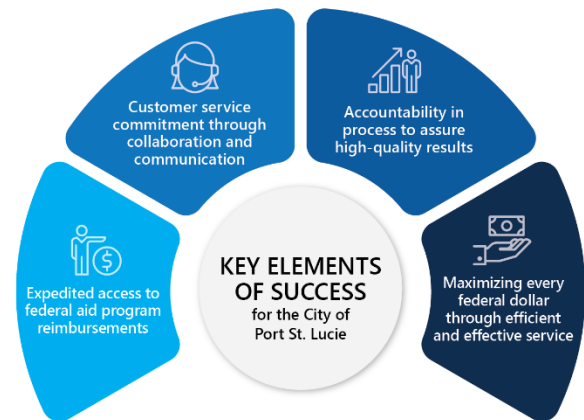 Customer service
commitment through
collaboration and
communication
Accountability in
process to assure
high-quality results
Expedited access to
federal aid program
reimbursements
KEY ELEMENTS
OF SUCCESS
for the City of
Port St. Lucie
Maximizing every
federal dollar
through efficient
and effective service
$